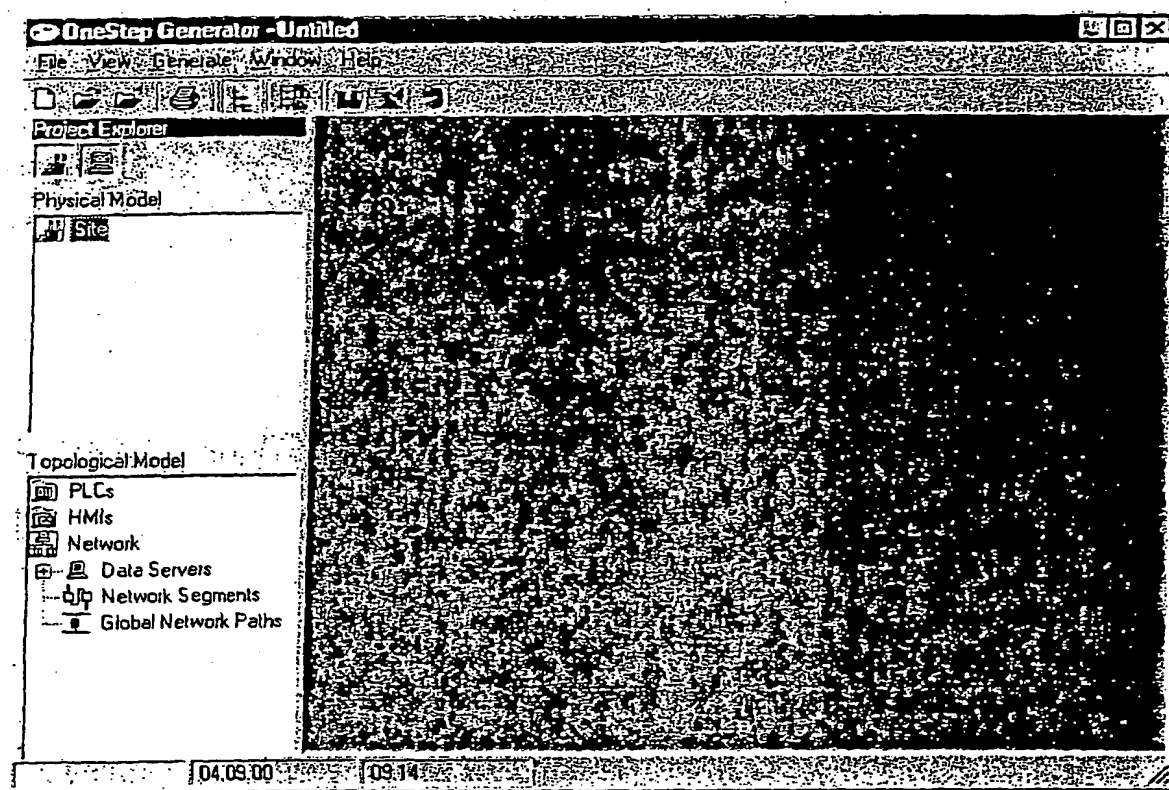 OneStep Generator - Untitled
File View Generate Window Help
Project Explorer
Physical Model
Site
Topological Model
PLCs
HMIs
Network
Data Servers
Network Segments
Global Network Paths
04.09.00 09:14